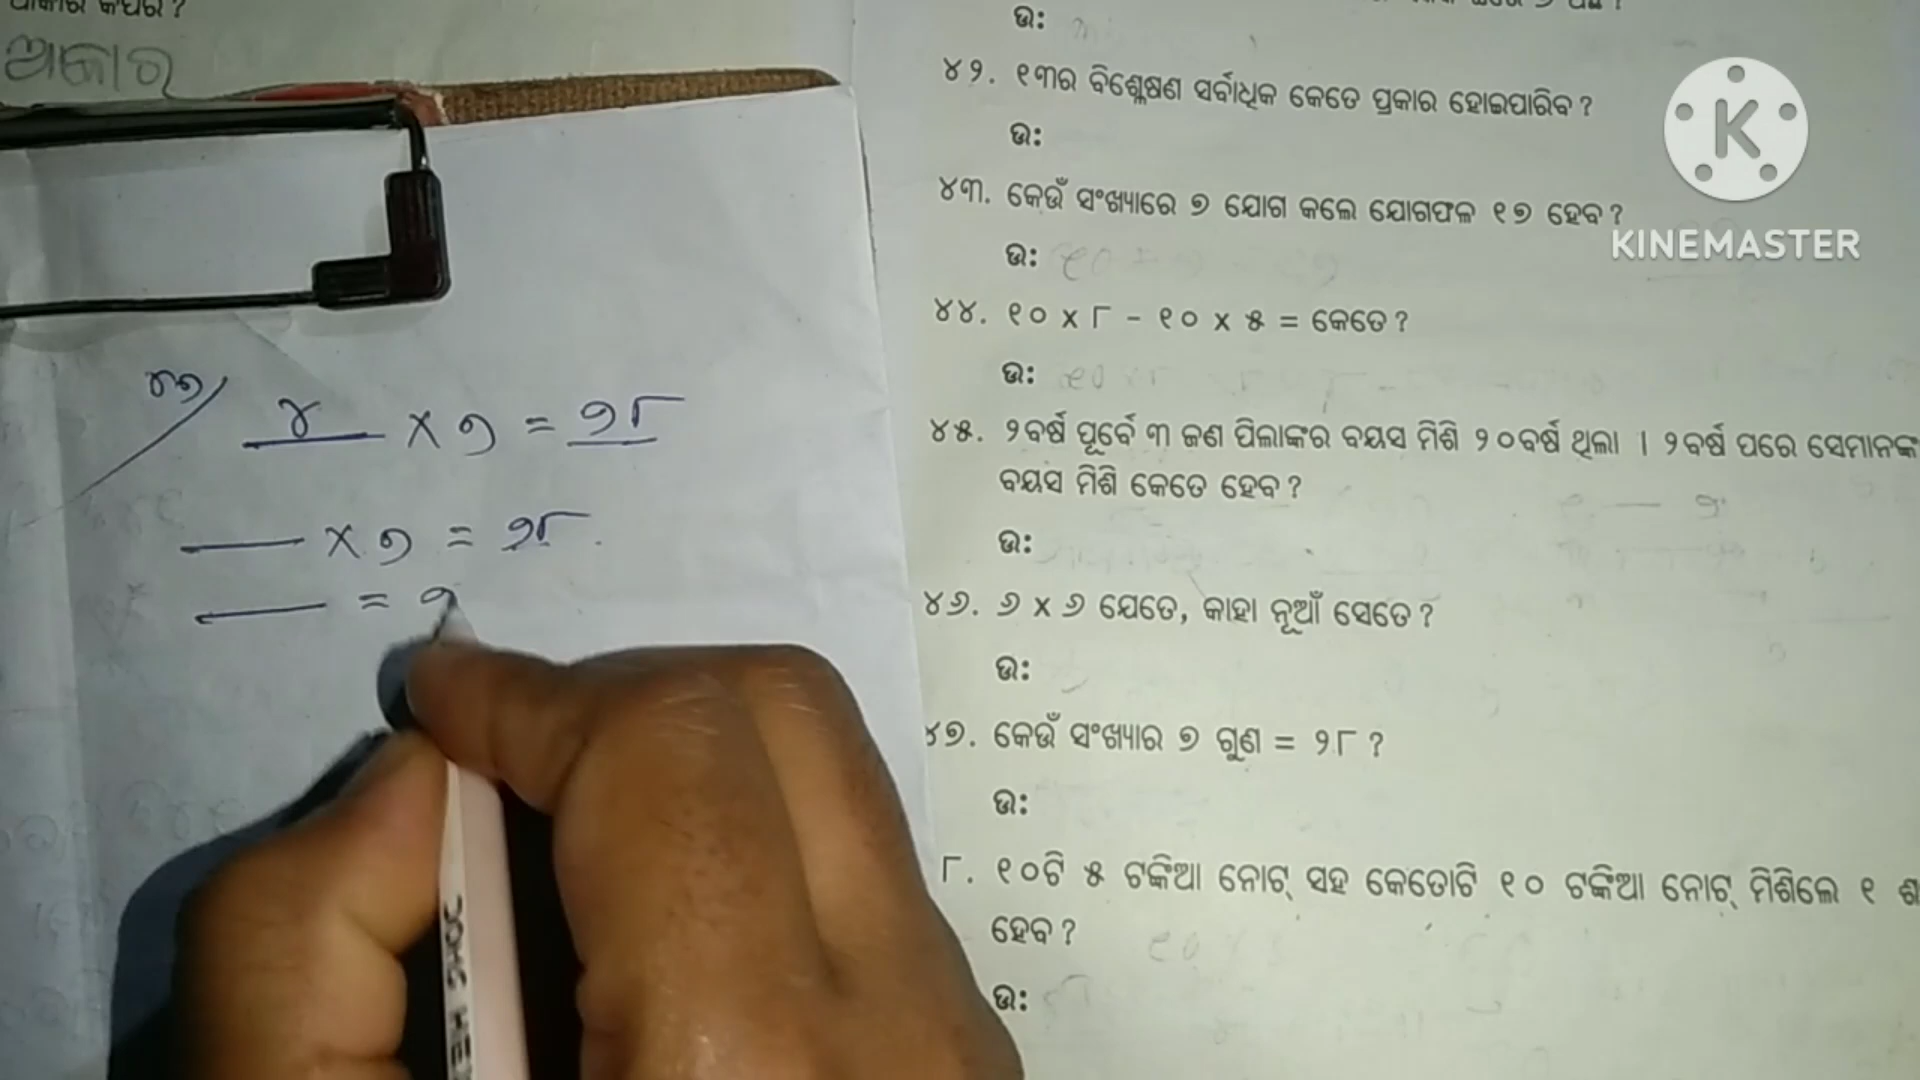 ଆକାର
୪୭/
୪ × ୭ = ୨୮
× ୭ = ୨୮
= ୨
ଉ:
୪୨. ୧୩ର ବିଶ୍ଳେଷଣ ସର୍ବାଧିକ କେତେ ପ୍ରକାର ହୋଇପାରିବ ?
ଉ:
୪୩. କେଉଁ ସଂଖ୍ୟାରେ ୭ ଯୋଗ କଲେ ଯୋଗଫଳ ୧୭ ହେବ ?
ଉ:
୪୪. ୧୦ x ୮ - ୧୦ x ୫ = କେତେ ?
ଉ:
୪୫. ୨ବର୍ଷ ପୂର୍ବେ ୩ ଜଣ ପିଲାଙ୍କର ବୟସ ମିଶି ୨୦ବର୍ଷ ଥିଲା । ୨ବର୍ଷ ପରେ ସେମାନଙ୍କ
ବୟସ ମିଶି କେତେ ହେବ ?
ଉ:
୪୬. ୬ x ୬ ଯେତେ, କାହା ନୂଆଁ ସେତେ ?
ଉ:
୪୭. କେଉଁ ସଂଖ୍ୟାର ୭ ଗୁଣ = ୨୮ ?
ଉ:
୮. ୧୦ଟି ୫ ଟଙ୍କିଆ ନୋଟ୍ ସହ କେତୋଟି ୧୦ ଟଙ୍କିଆ ନୋଟ୍ ମିଶିଲେ ୧ ଶ
ହେବ ?
ଉ:
K
KINEMASTER